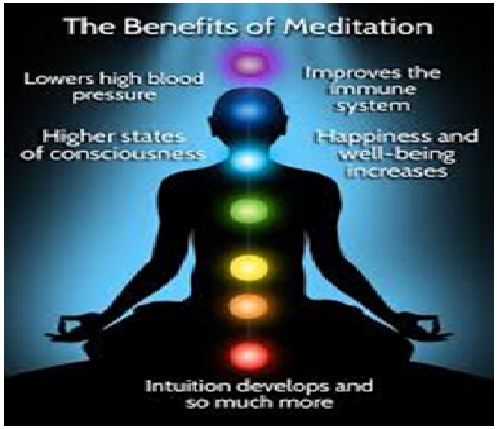 The Benefits of Meditation
Lowers high blood
pressure
Improves the
immune
system
Higher states
of consciousness
Happiness and
well-being
increases
Intuition develops and
so much more